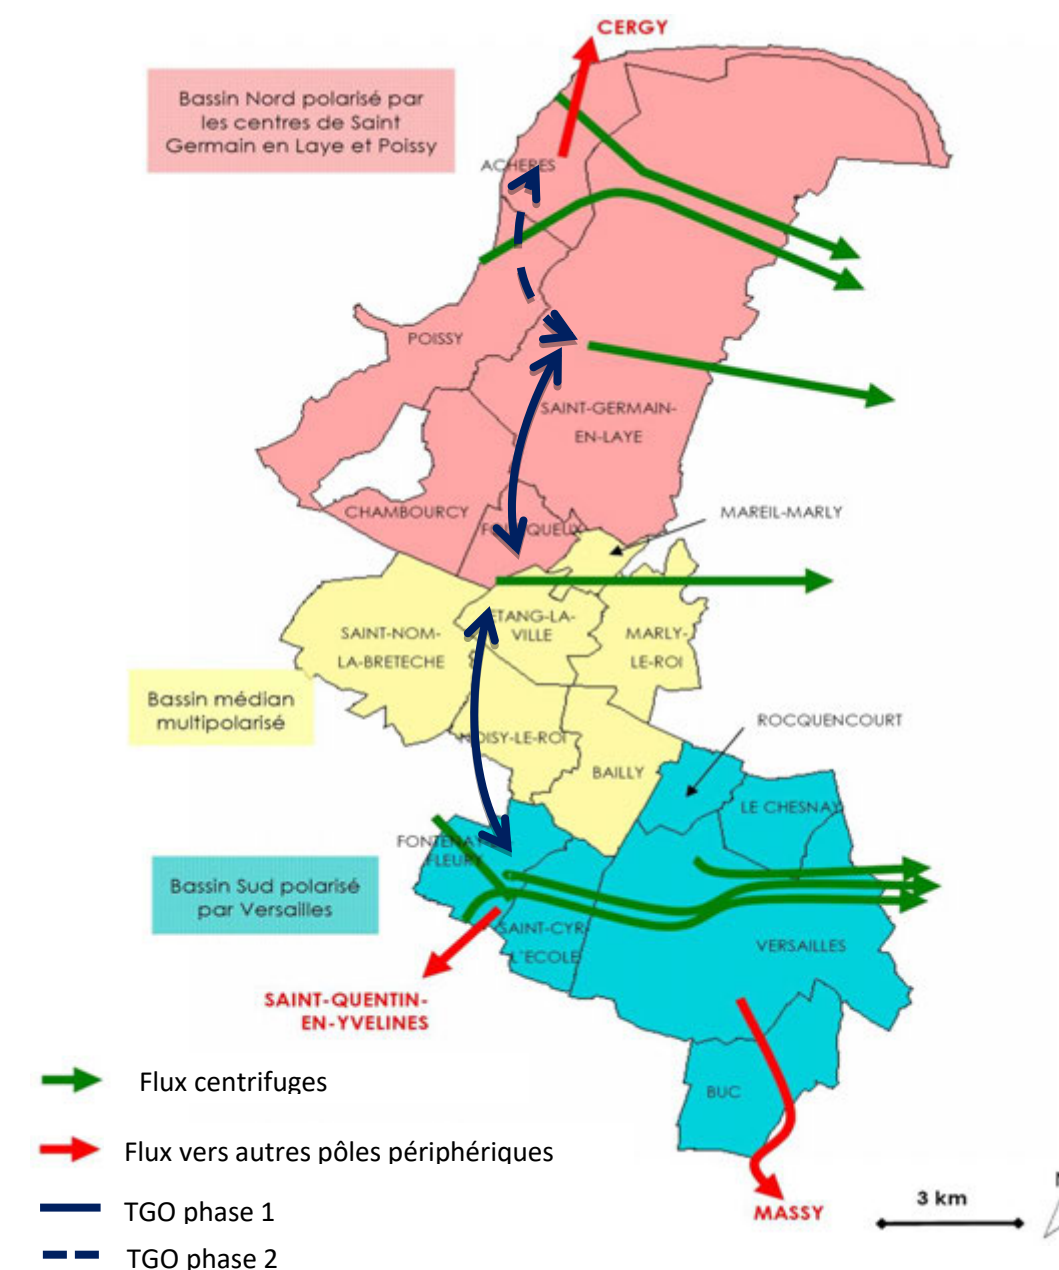 CERGY
Bassin Nord polarisé par
les centres de Saint
Germain en Laye et Poissy
ACHERES
POISSY
SAINT-GERMAIN-
EN-LAYE
CHAMBOURCY
MAREIL-MARLY
ETANG-LA-
VILLE
SAINT-NOM-
LA-BRETECHE
MARLY-
LE-ROI
Bassin médian
multipolarisé
ROCQUENCOURT
NOISY-LE-ROI
BAILLY
LE CHESNAY
FONTENAY
FLEURY
Bassin Sud polarisé
par Versailles
SAINT-CYR-
L'ECOLE
VERSAILLES
SAINT-QUENTIN-
EN-YVELINES
Flux centrifuges
BUC
Flux vers autres pôles périphériques
3 km
TGO phase 1
MASSY
TGO phase 2